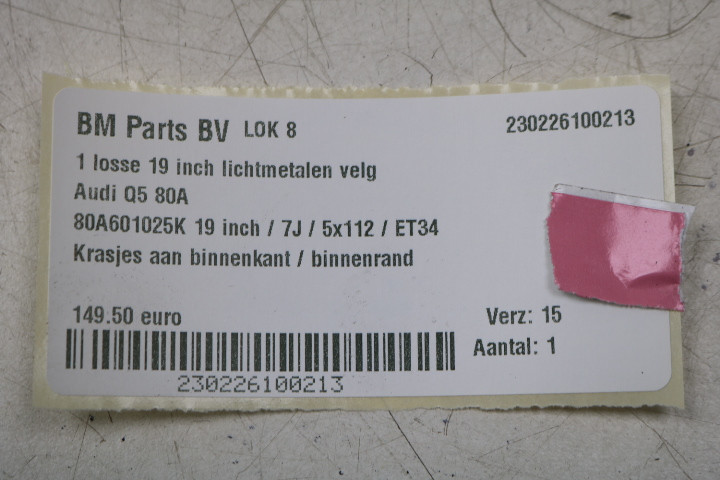 BM Parts BV LOK 8 230226100213
1 losse 19 inch lichtmetalen velg
Audi Q5 80A
80A601025K 19 inch / 7J / 5x112 / ET34
Krasjes aan binnenkant / binnenrand
149.50 euro Verz: 15
Aantal: 1
230226100213